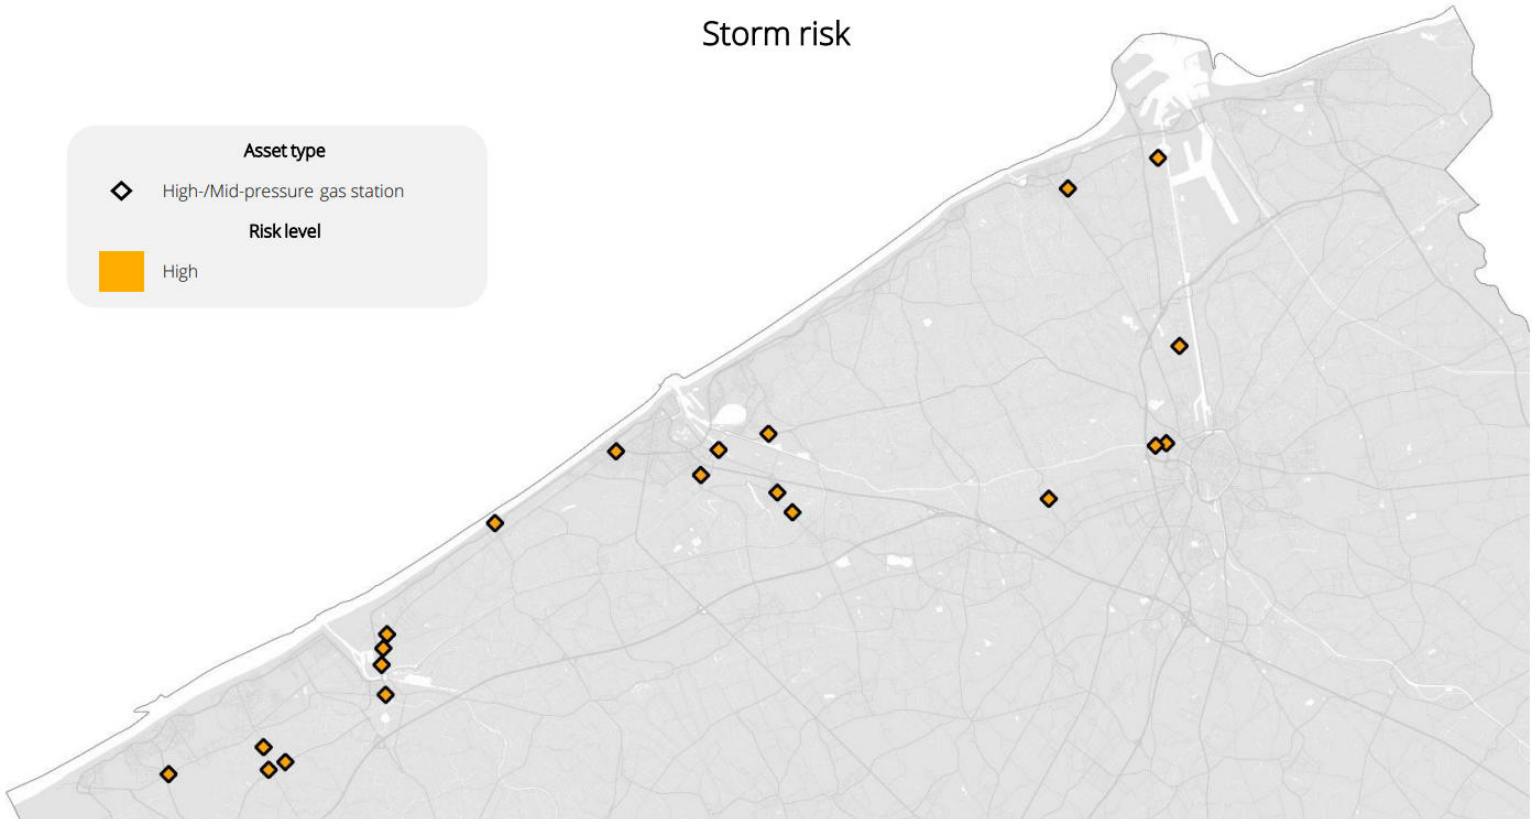 Storm risk
Asset type
High-/Mid-pressure gas station
Risk level
High